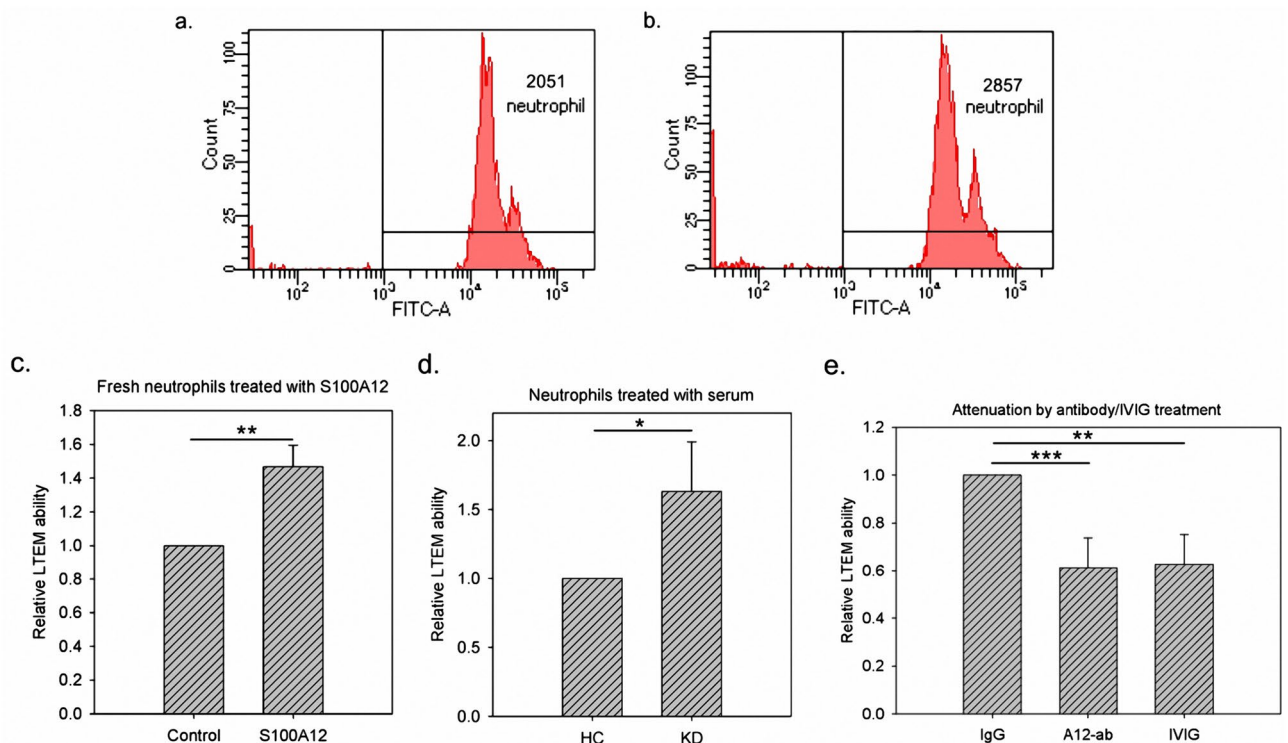 a.
100
75
50
25
0
Count
2051
neutrophil
10²
10³
10⁴
10⁵
FITC-A
b.
100
75
50
25
0
Count
2857
neutrophil
10²
10³
10⁴
10⁵
FITC-A
c.
Fresh neutrophils treated with S100A12
1.8
1.6
1.4
1.2
1.0
0.8
0.6
0.4
0.2
0.0
Relative LTEM ability
**
Control S100A12
d.
Neutrophils treated with serum
2.0
1.5
1.0
0.5
0.0
Relative LTEM ability
*
HC KD
e.
Attenuation by antibody/IVIG treatment
1.2
1.0
0.8
0.6
0.4
0.2
0.0
Relative LTEM ability
**
***
IgG A12-ab IVIG